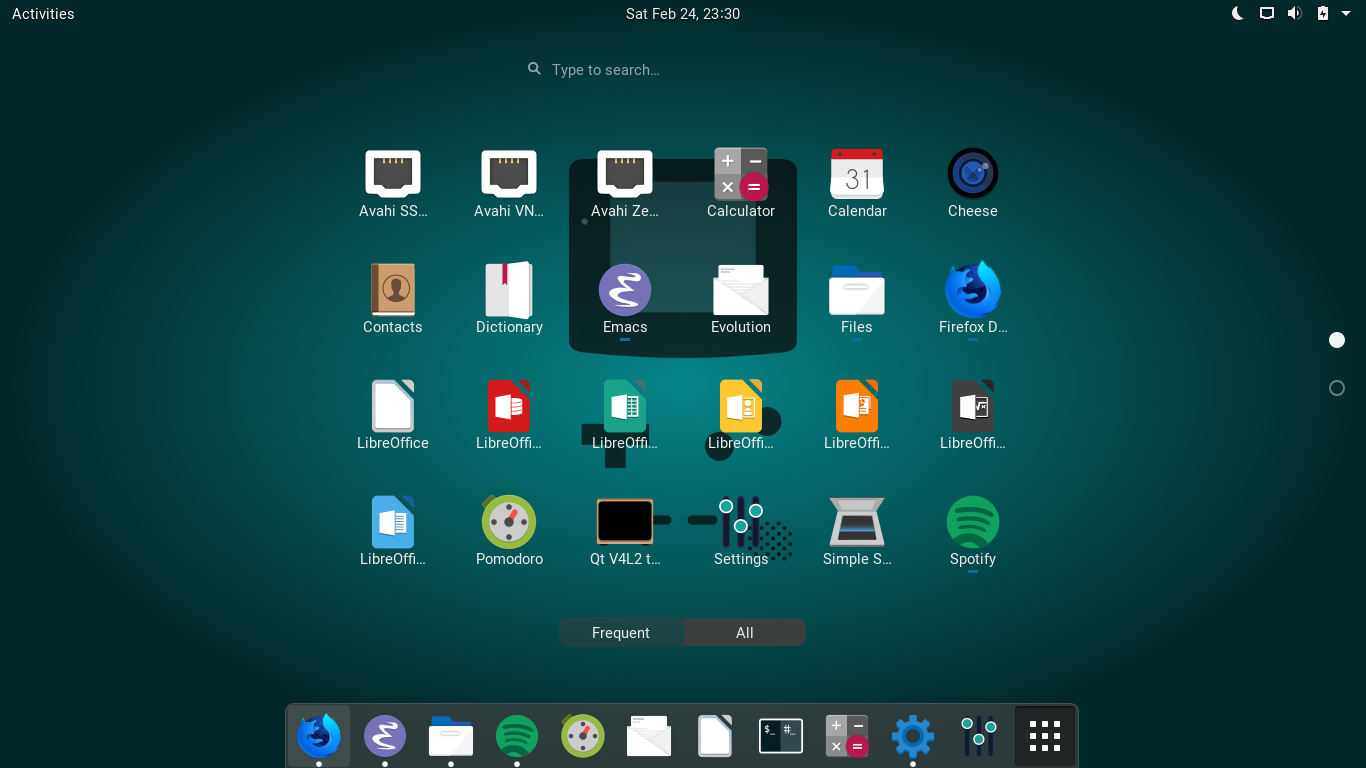 Activities
Sat Feb 24, 23:30
Type to search…
Avahi SS… Avahi VN… Avahi Ze… Calculator Calendar Cheese
31
Contacts Dictionary Emacs Evolution Files Firefox D…
LibreOffice LibreOffi… LibreOffi… LibreOffi… LibreOffi… LibreOffi…
LibreOffi… Pomodoro Qt V4L2 t… Settings Simple S… Spotify
Frequent All
$_ #_